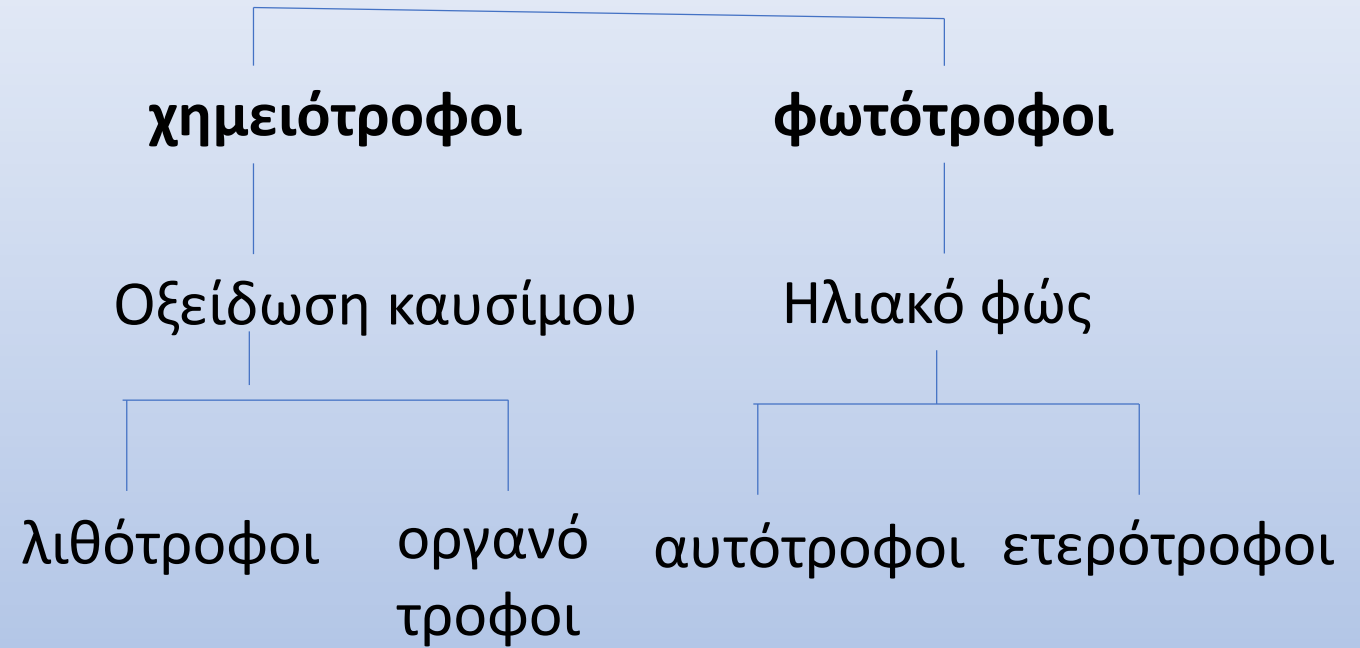 χημειότροφοι φωτότροφοι
Οξείδωση καυσίμου Ηλιακό φώς
λιθότροφοι οργανό αυτότροφοι ετερότροφοι
τροφοι